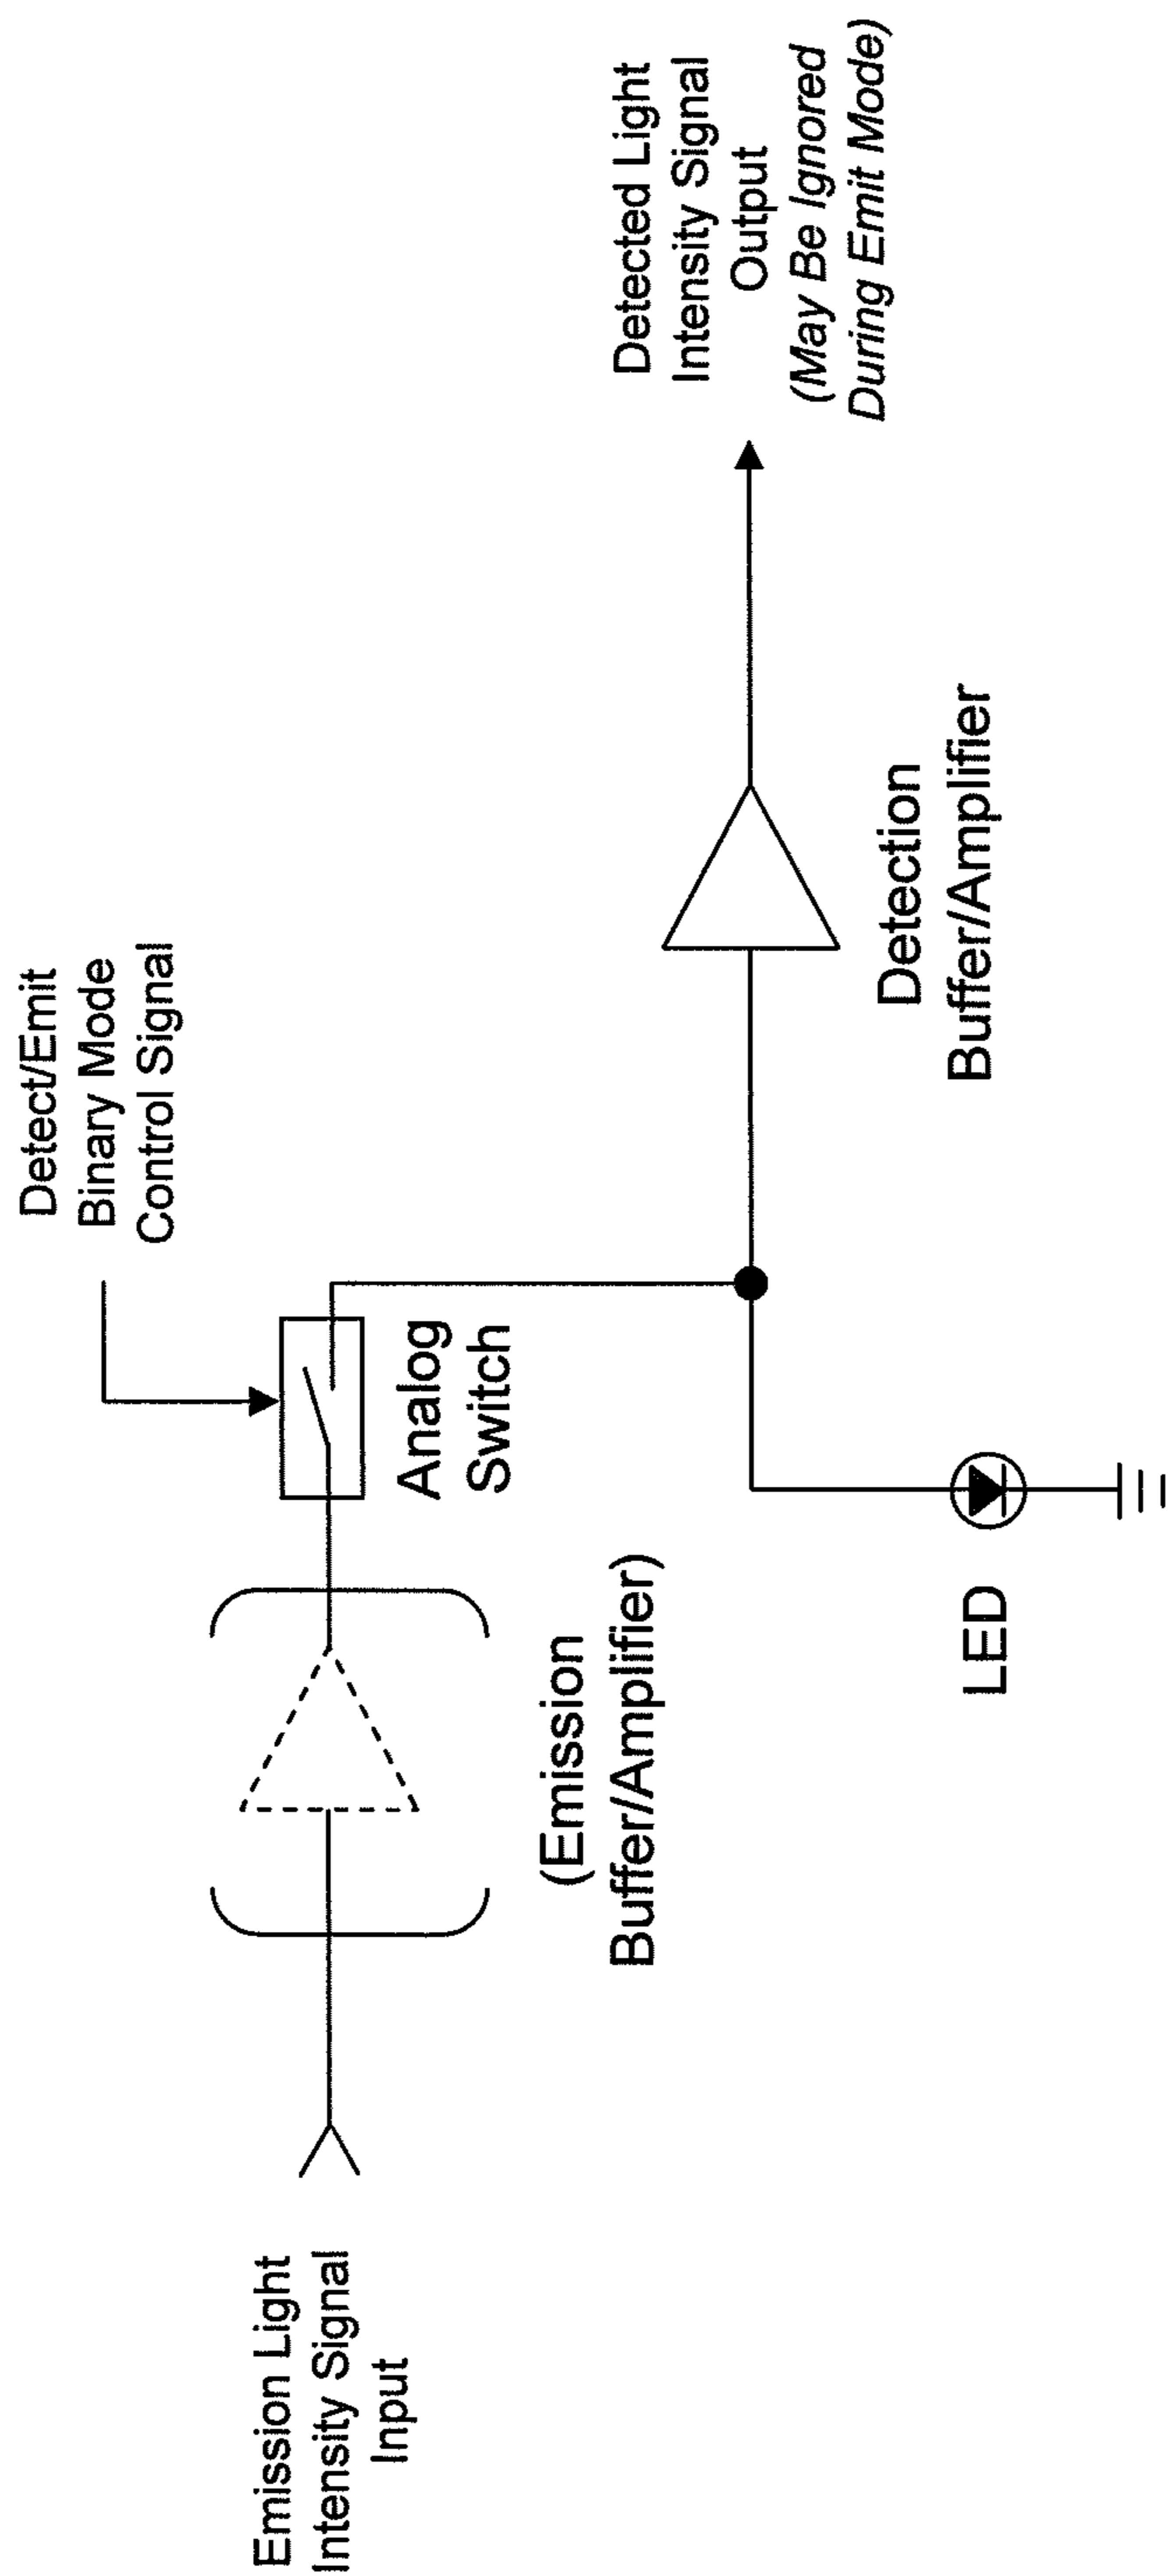 Emission Light
Intensity Signal
Input
(Emission
Buffer/Amplifier)
Detect/Emit
Binary Mode
Control Signal
Analog
Switch
LED
Detection
Buffer/Amplifier
Detected Light
Intensity Signal
Output
(May Be Ignored
During Emit Mode)